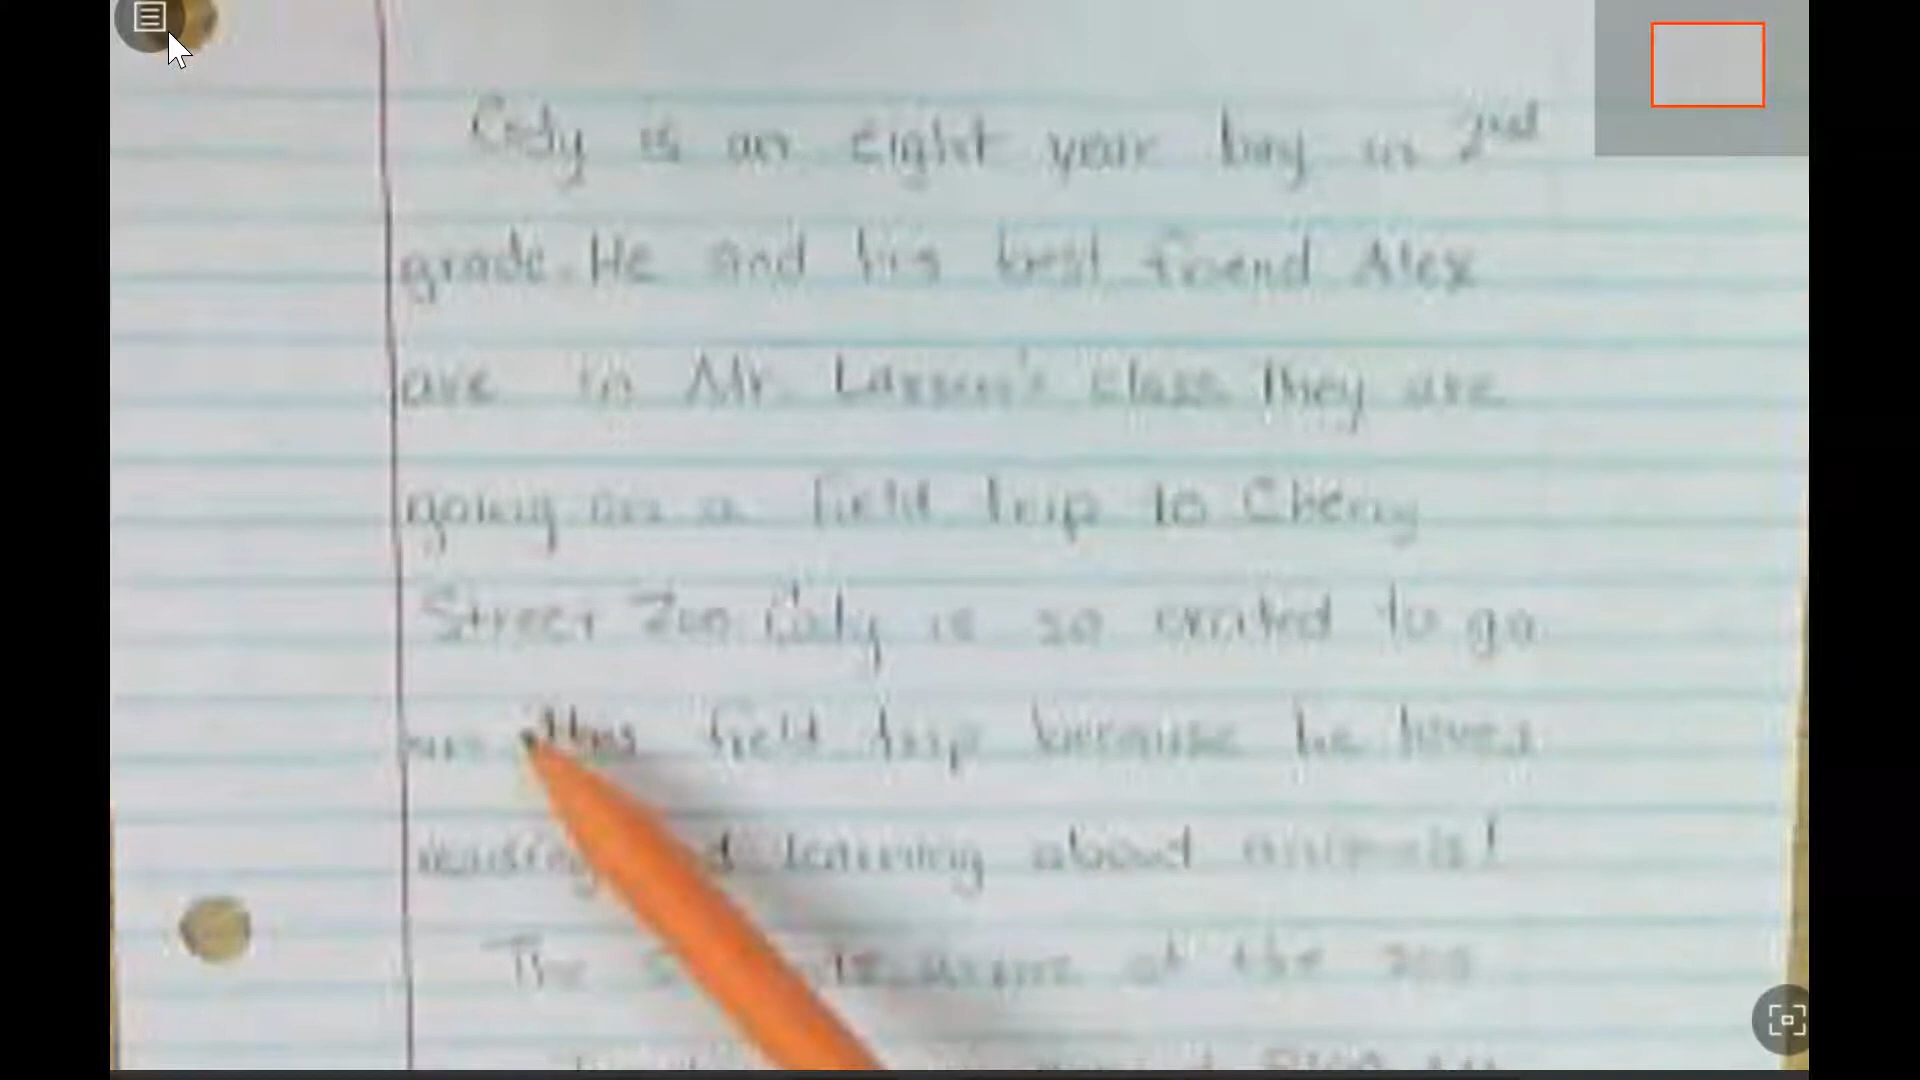 Cody is an eight year boy in 2nd
grade. He and his best friend Alex
are in Mr. Larson's class. They are
going on a field trip to Cherry
Street Zoo. Cody is so excited to go
on this field trip because he loves
reading learning about animals!
The at the zoo